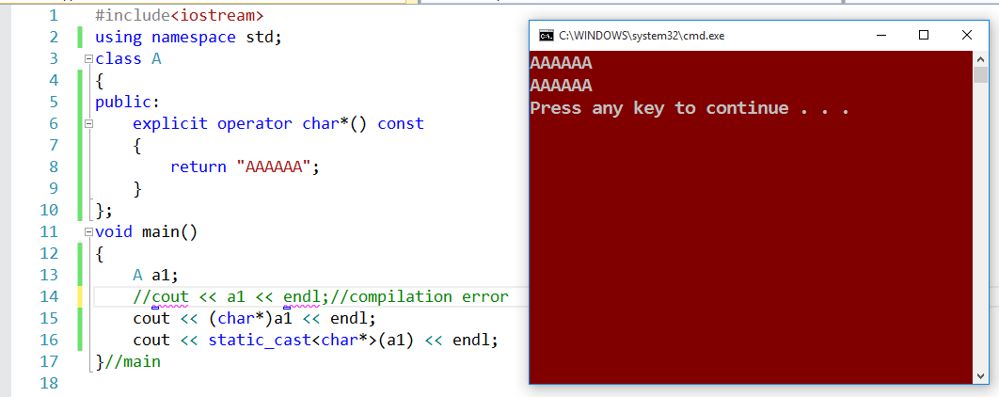 1 #include<iostream>
2 using namespace std;
3 class A
4 {
5 public:
6     explicit operator char*() const
7     {
8         return "AAAAAA";
9     }
10 };
11 void main()
12 {
13     A a1;
14     //cout << a1 << endl;//compilation error
15     cout << (char*)a1 << endl;
16     cout << static_cast<char*>(a1) << endl;
17 }//main
18
C:\WINDOWS\system32\cmd.exe
AAAAAA
AAAAAA
Press any key to continue . . .